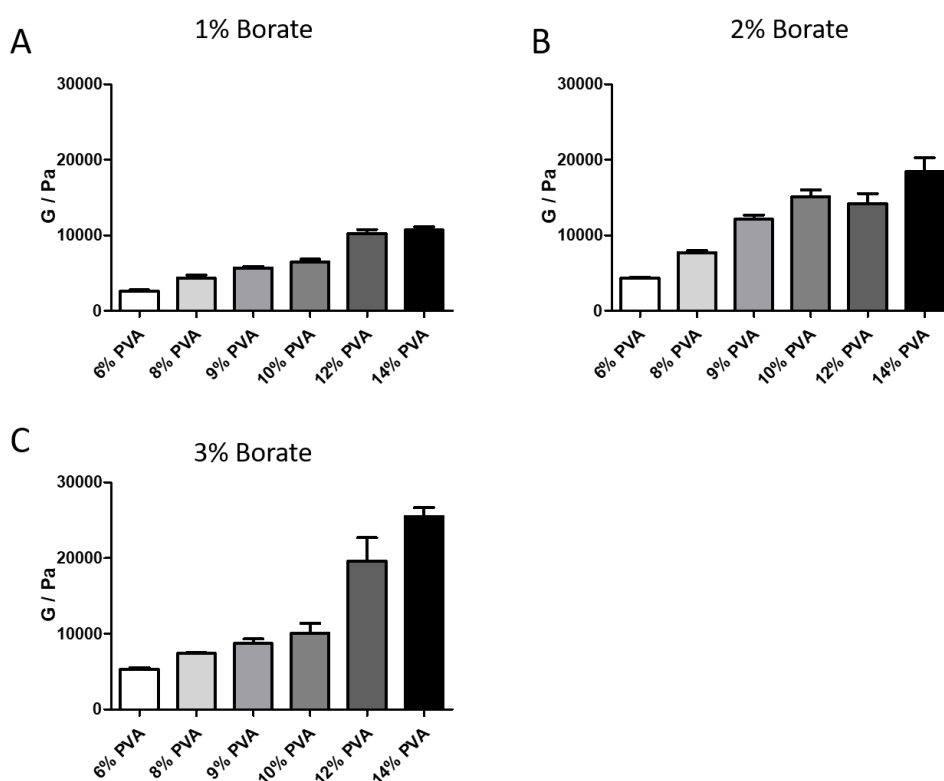 A
1% Borate
30000
20000
10000
0
G / Pa
6% PVA
8% PVA
9% PVA
10% PVA
12% PVA
14% PVA
B
2% Borate
30000
20000
10000
0
G / Pa
6% PVA
8% PVA
9% PVA
10% PVA
12% PVA
14% PVA
C
3% Borate
30000
20000
10000
0
G / Pa
6% PVA
8% PVA
9% PVA
10% PVA
12% PVA
14% PVA